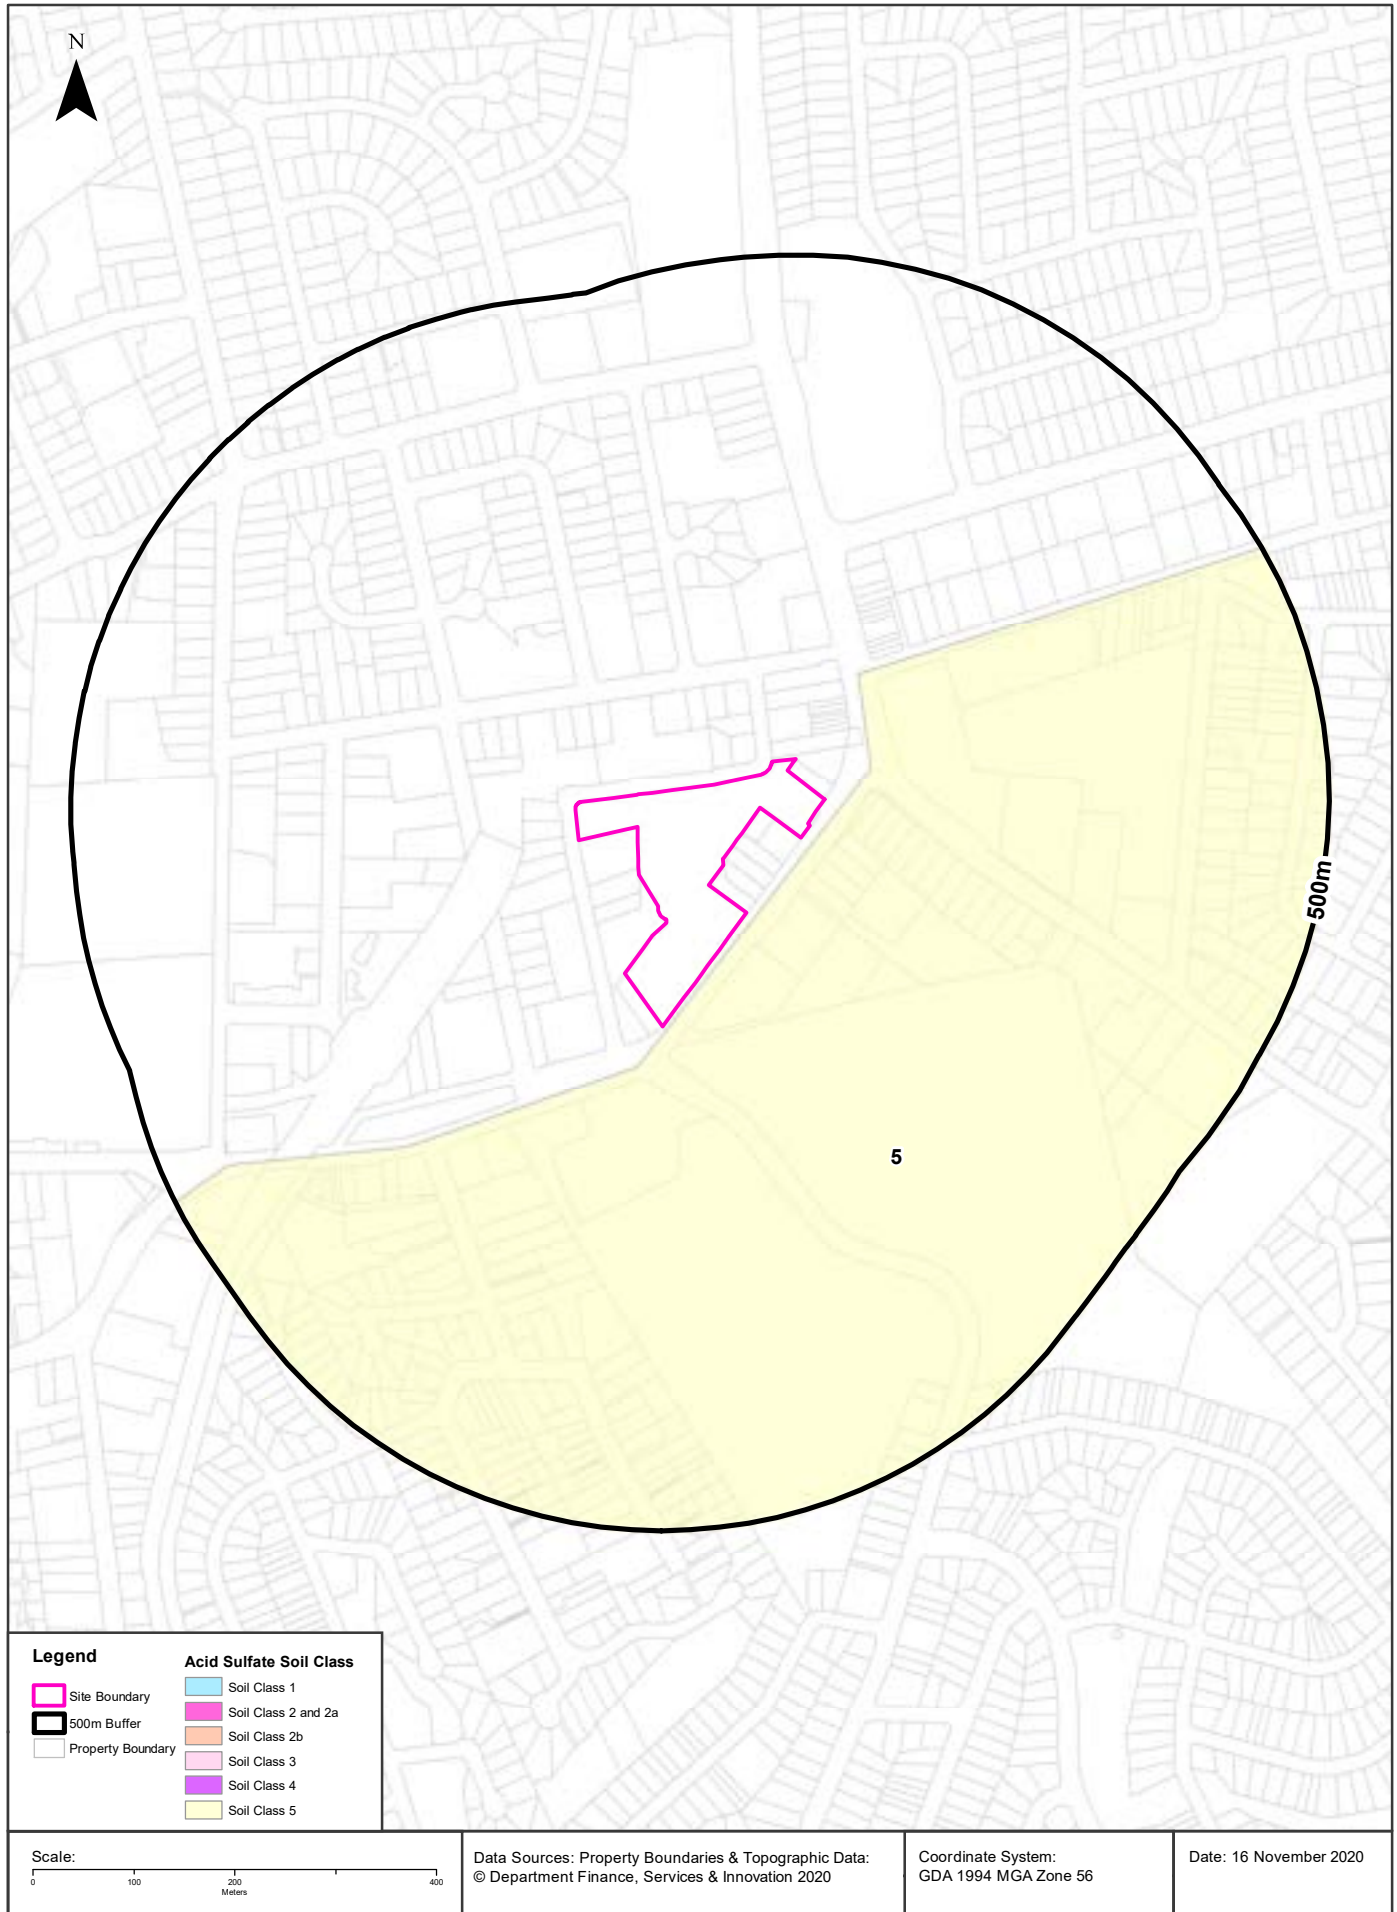 N
500m
5
Legend
Site Boundary
500m Buffer
Property Boundary
Acid Sulfate Soil Class
Soil Class 1
Soil Class 2 and 2a
Soil Class 2b
Soil Class 3
Soil Class 4
Soil Class 5
Scale:
0 100 200 400
Meters
Data Sources: Property Boundaries & Topographic Data:
© Department Finance, Services & Innovation 2020
Coordinate System:
GDA 1994 MGA Zone 56
Date: 16 November 2020